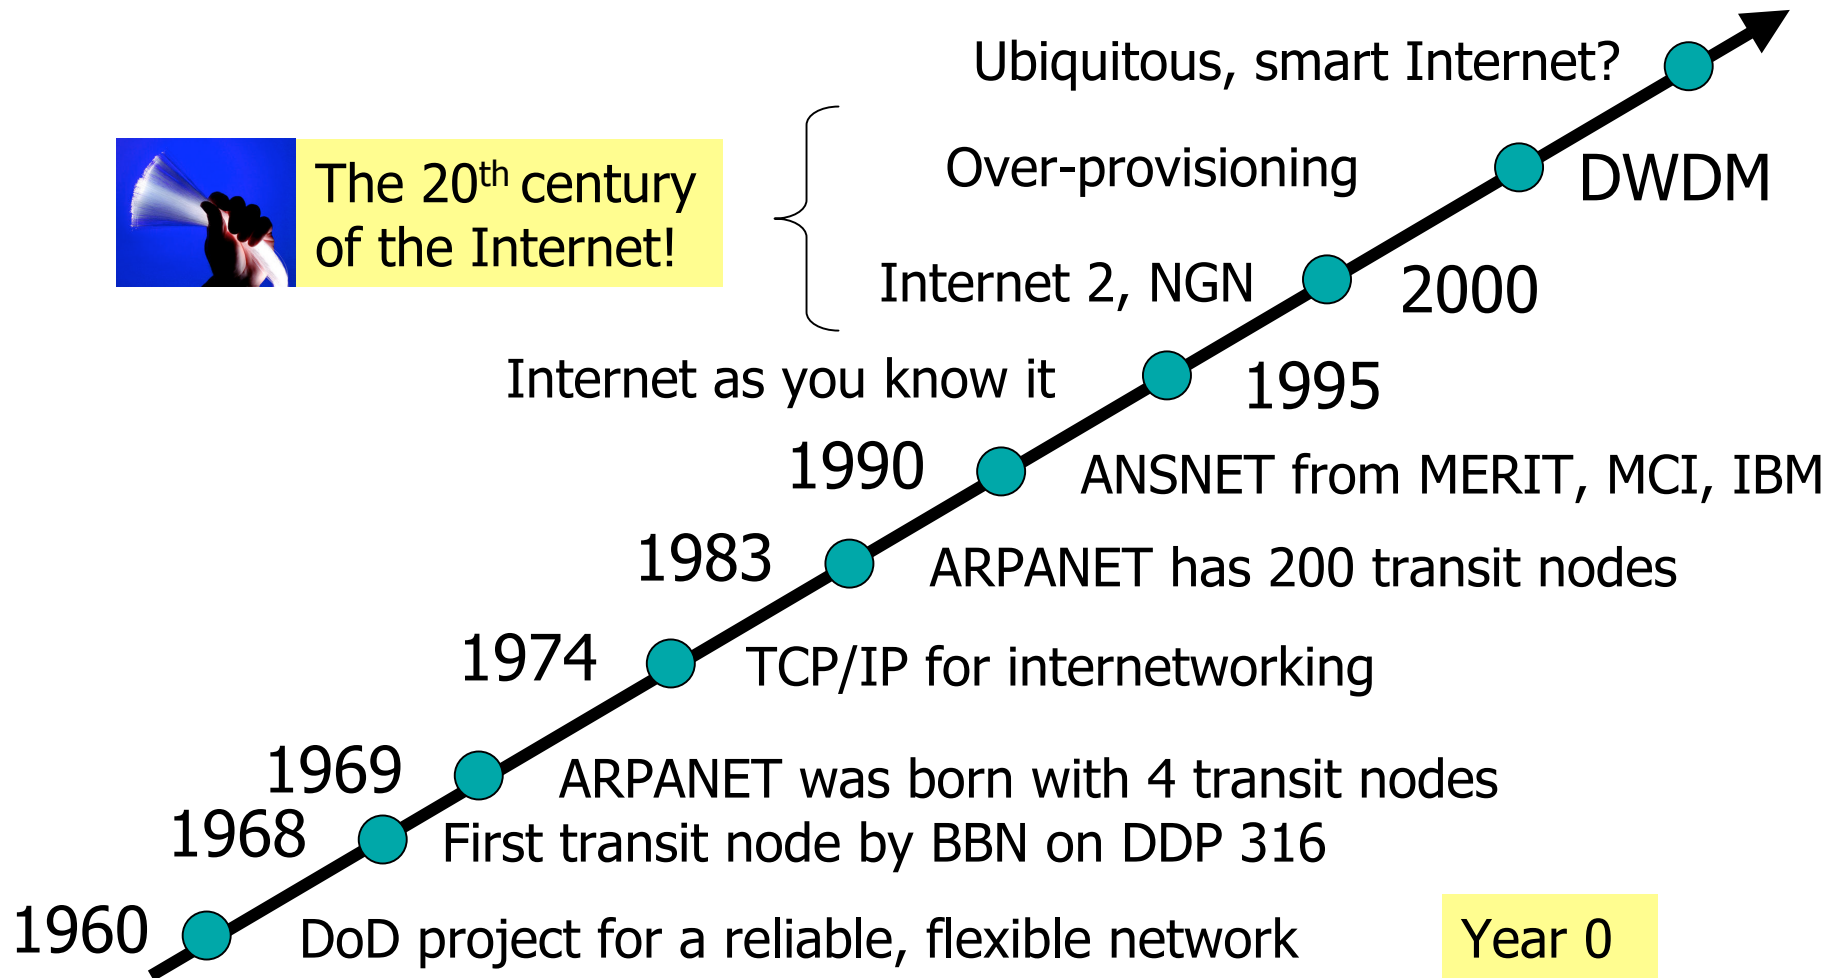 Ubiquitous, smart Internet?
The 20th century
of the Internet!
Over-provisioning
DWDM
Internet 2, NGN
2000
Internet as you know it
1995
1990
ANSNET from MERIT, MCI, IBM
1983
ARPANET has 200 transit nodes
1974
TCP/IP for internetworking
1969
ARPANET was born with 4 transit nodes
1968
First transit node by BBN on DDP 316
1960
DoD project for a reliable, flexible network
Year 0